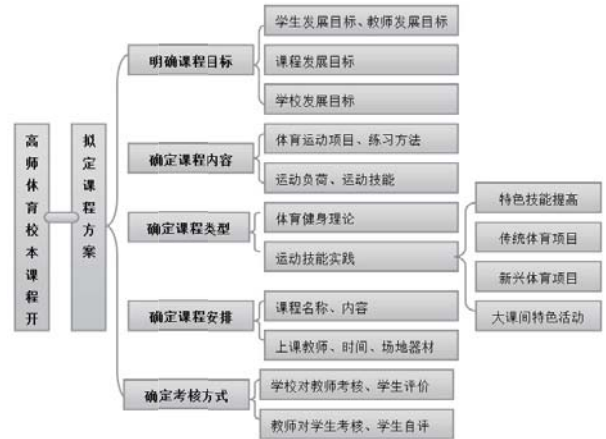 高师体育校本课程开
拟定课程方案
明确课程目标
学生发展目标、教师发展目标
课程发展目标
学校发展目标
确定课程内容
体育运动项目、练习方法
运动负荷、运动技能
确定课程类型
体育健身理论
运动技能实践
特色技能提高
传统体育项目
新兴体育项目
大课间特色活动
确定课程安排
课程名称、内容
上课教师、时间、场地器材
确定考核方式
学校对教师考核、学生评价
教师对学生考核、学生自评